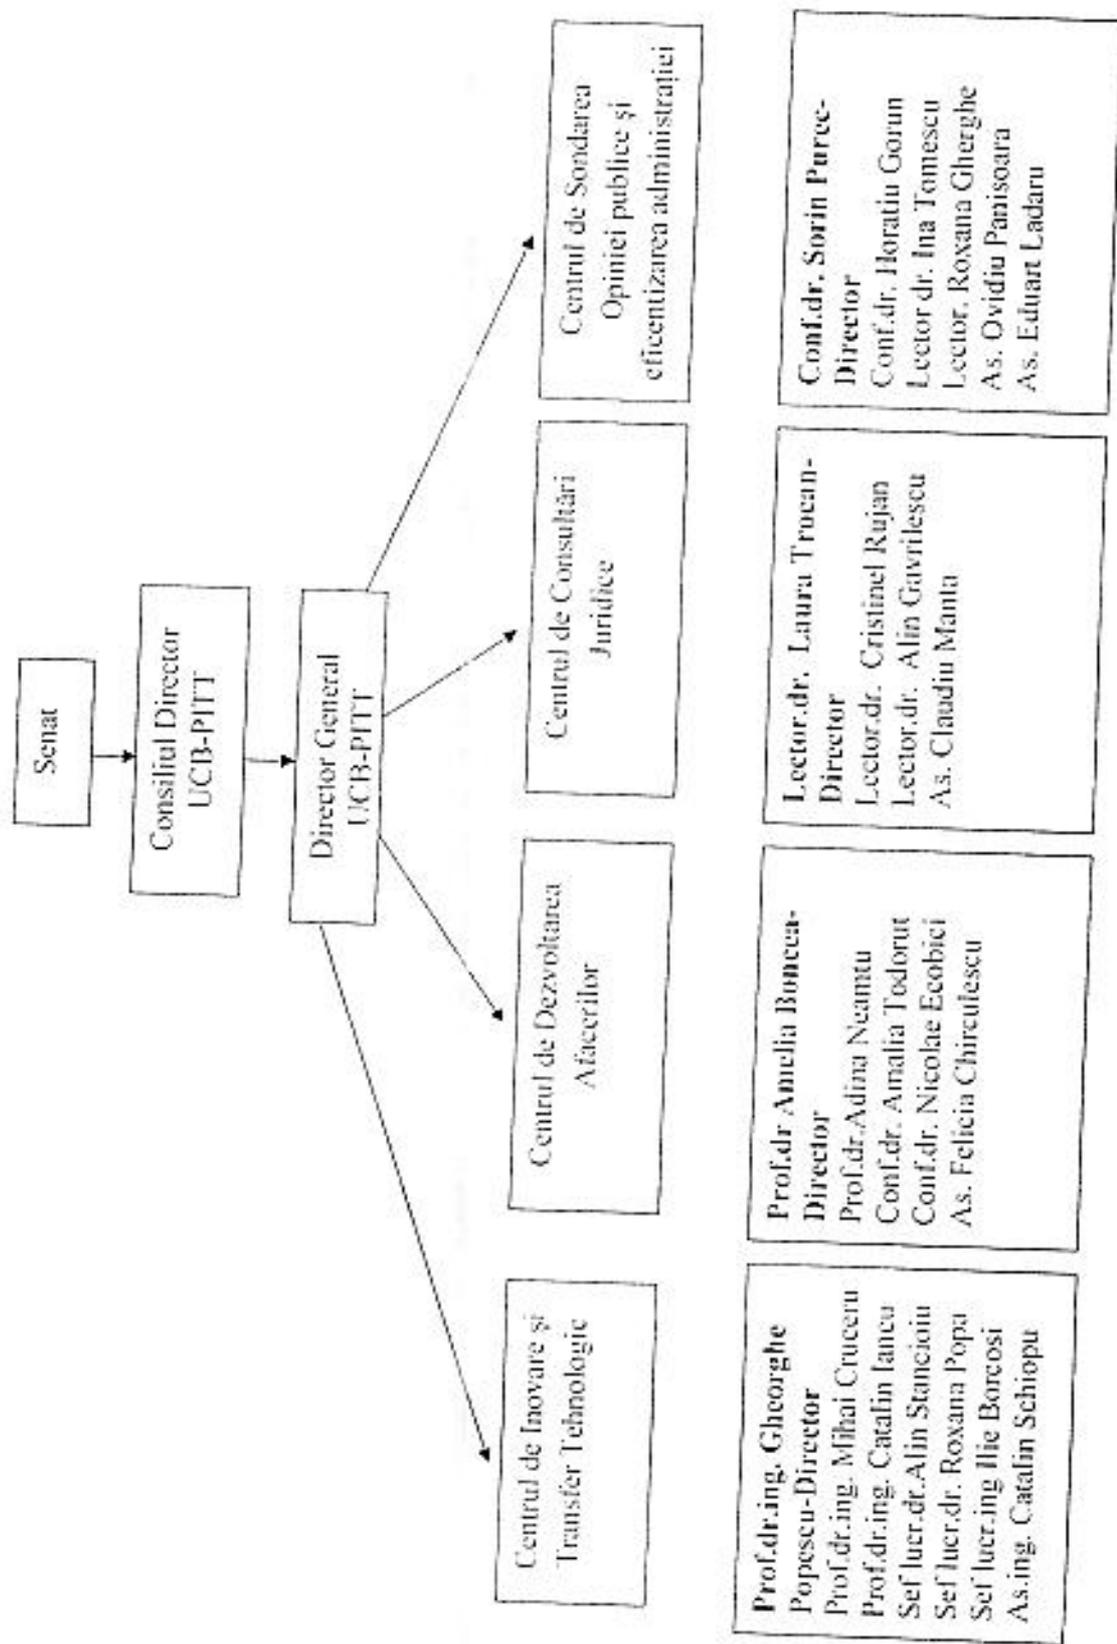 Senat
Consiliul Director
UCB-PITT
Director General
UCB-PITT
Centrul de Inovare și
Transfer Tehnologic
Centrul de Dezvoltarea
Afacerilor
Centrul de Consultări
Juridice
Centrul de Sondarea
Opiniei publice și
eficentizarea administrației
Prof.dr.ing. Gheorghe
Popescu-Director
Prof.dr.ing. Mihai Cruceru
Prof.dr.ing. Catalin Iancu
Sef lucr.dr.Alin Stancioiu
Sef lucr.dr. Roxana Popa
Sef lucr.ing Ilie Borcosi
As.ing. Catalin Schiopu
Prof.dr Amelia Boncea-
Director
Prof.dr.Adina Neamtu
Conf.dr. Amalia Todorut
Conf.dr. Nicolae Ecobici
As. Felicia Chirculescu
Lector.dr. Laura Trocan-
Director
Lector.dr. Cristinel Rujan
Lector.dr. Alin Gavrilescu
As. Claudiu Manta
Conf.dr. Sorin Purec-
Director
Conf.dr. Horatiu Gorun
Lector dr. Ina Tomescu
Lector. Roxana Gherghe
As. Ovidiu Panisoara
As. Eduart Ladaru